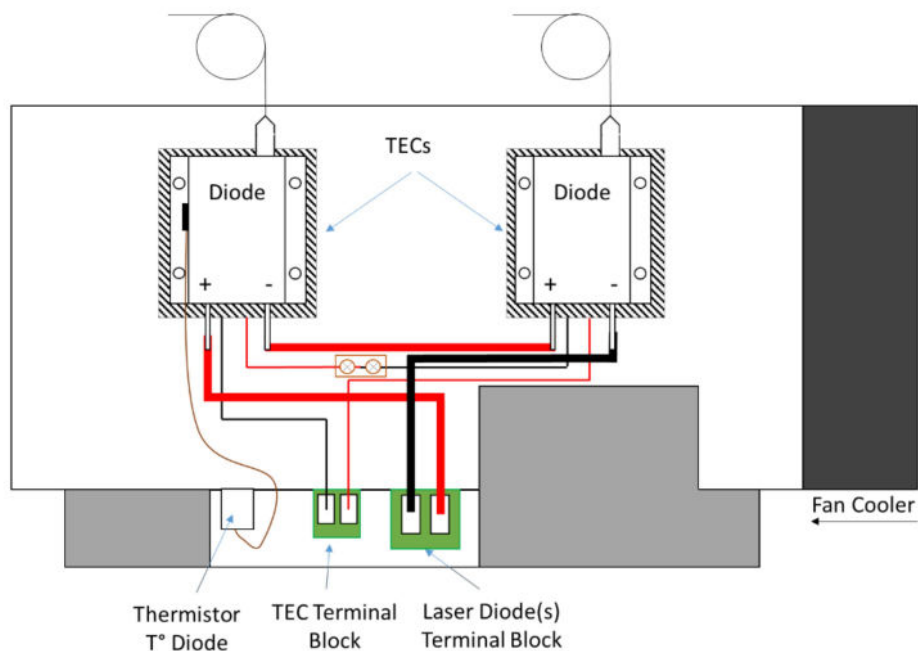 TECs
Diode
Diode
+ -
+ -
Fan Cooler
Thermistor
T° Diode
TEC Terminal
Block
Laser Diode(s)
Terminal Block